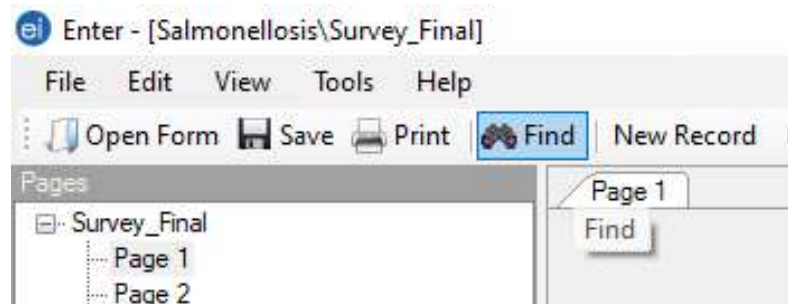 ei Enter - [Salmonellosis\Survey_Final]
File Edit View Tools Help
Open Form Save Print Find New Record
Pages
Page 1
Survey_Final
Find
Page 1
Page 2